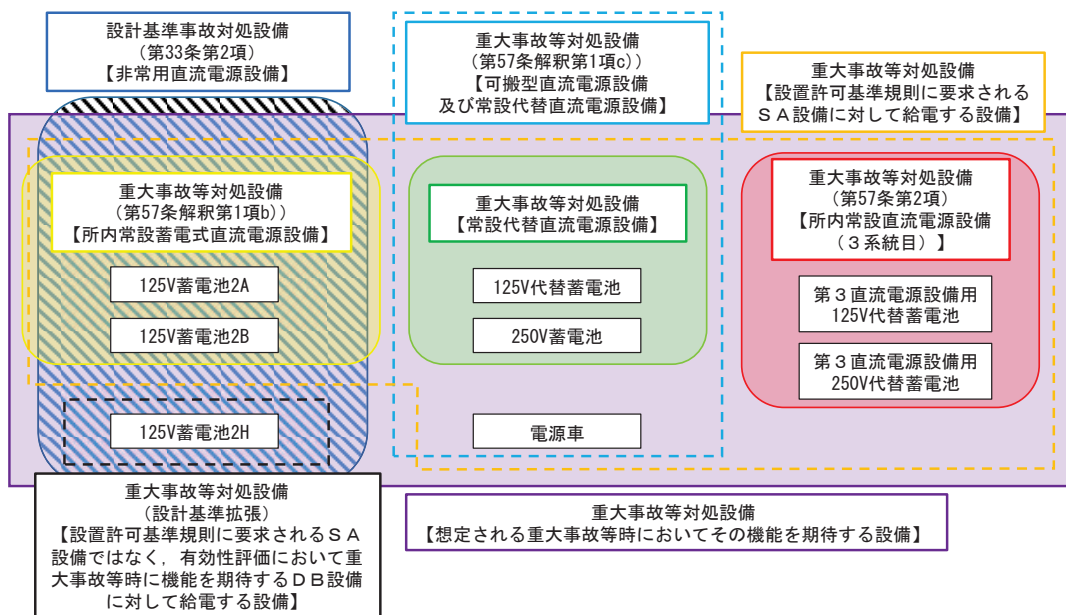 設計基準事故対処設備
(第33条第2項)
【非常用直流電源設備】
重大事故等対処設備
(第57条解釈第1項c))
【可搬型直流電源設備
及び常設代替直流電源設備】
重大事故等対処設備
【設置許可基準規則に要求される
SA設備に対して給電する設備】
重大事故等対処設備
(第57条解釈第1項b))
【所内常設蓄電式直流電源設備】
125V蓄電池2A
125V蓄電池2B
125V蓄電池2H
重大事故等対処設備
【常設代替直流電源設備】
125V代替蓄電池
250V蓄電池
電源車
重大事故等対処設備
(第57条第2項)
【所内常設直流電源設備
(3系統目)】
第3直流電源設備用
125V代替蓄電池
第3直流電源設備用
250V代替蓄電池
重大事故等対処設備
(設計基準拡張)
【設置許可基準規則に要求されるSA
設備ではなく,有効性評価において重
大事故等時に機能を期待するDB設備
に対して給電する設備】
重大事故等対処設備
【想定される重大事故等時においてその機能を期待する設備】